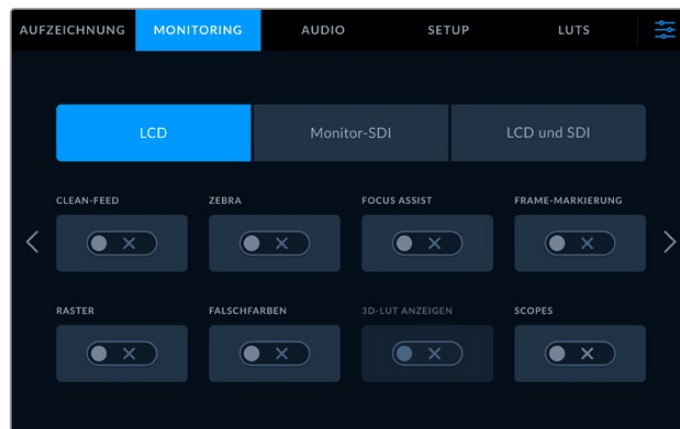 AUFZEICHNUNG MONITORING AUDIO SETUP LUTS
LCD Monitor-SDI LCD und SDI
CLEAN-FEED ZEBRA FOCUS ASSIST FRAME-MARKIERUNG
RASTER FALSCHFARBEN 3D-LUT ANZEIGEN SCOPES